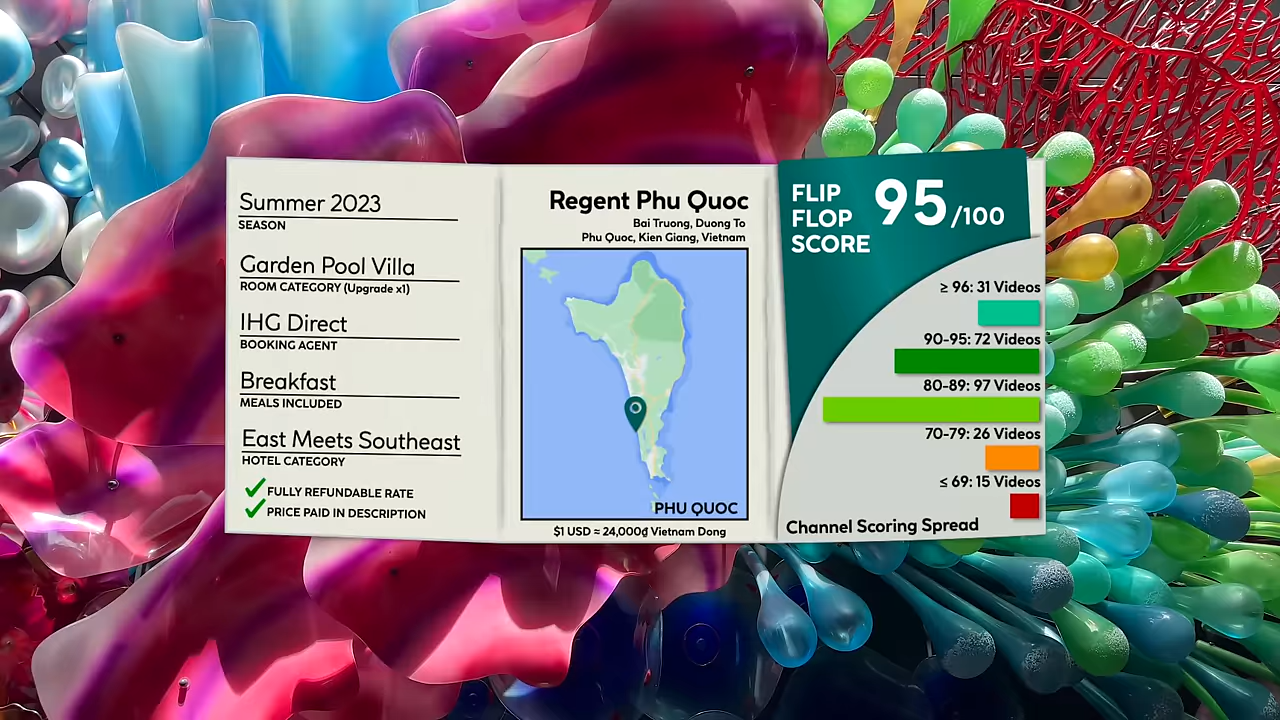 Summer 2023
SEASON
Garden Pool Villa
ROOM CATEGORY (Upgrade x1)
IHG Direct
BOOKING AGENT
Breakfast
MEALS INCLUDED
East Meets Southeast
HOTEL CATEGORY
FULLY REFUNDABLE RATE
PRICE PAID IN DESCRIPTION
Regent Phu Quoc
Bai Truong, Duong To
Phu Quoc, Kien Giang, Vietnam
PHU QUOC
$1 USD ≈ 24,000₫ Vietnam Dong
FLIP
FLOP
SCORE
95/100
≥ 96: 31 Videos
90-95: 72 Videos
80-89: 97 Videos
70-79: 26 Videos
≤ 69: 15 Videos
Channel Scoring Spread